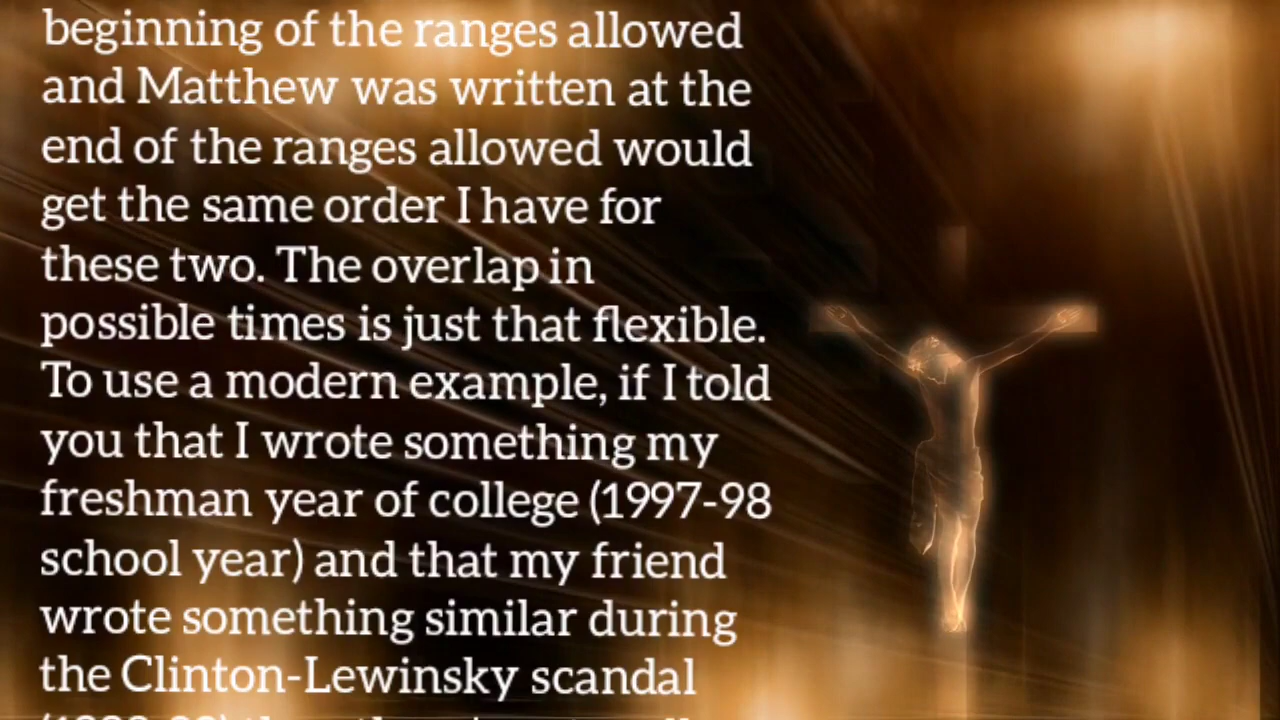 beginning of the ranges allowed
and Matthew was written at the
end of the ranges allowed would
get the same order I have for
these two. The overlap in
possible times is just that flexible.
To use a modern example, if I told
you that I wrote something my
freshman year of college (1997-98
school year) and that my friend
wrote something similar during
the Clinton-Lewinsky scandal